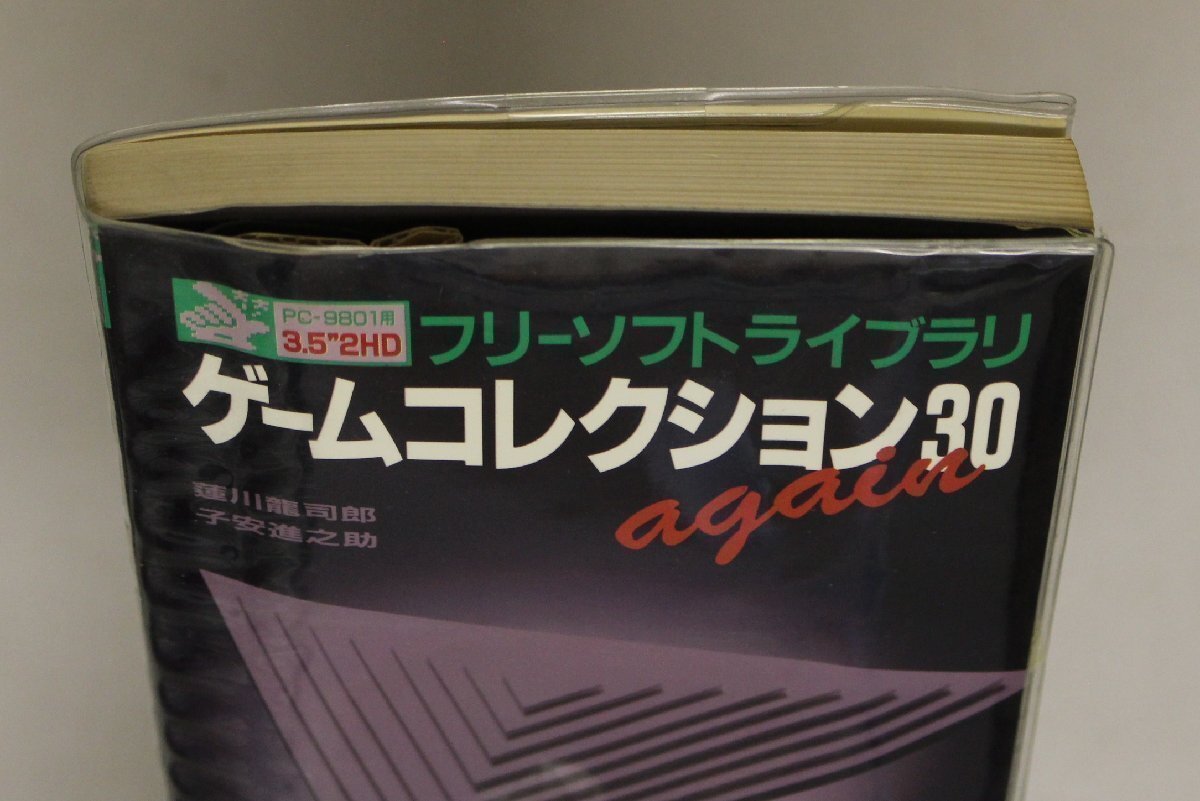 PC-9801用
3.5"2HD
フリーソフトライブラリ
ゲームコレクション30
again
蓮川龍司郎
子安進之助